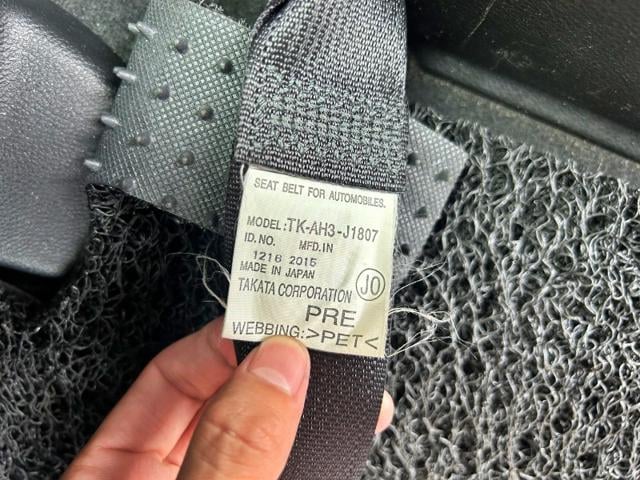 SEAT BELT FOR AUTOMOBILES.
MODEL:TK-AH3-J1807
ID.NO. MFD.IN
1216 2015
MADE IN JAPAN
TAKATA CORPORATION JO
PRE
WEBBING:>PET<